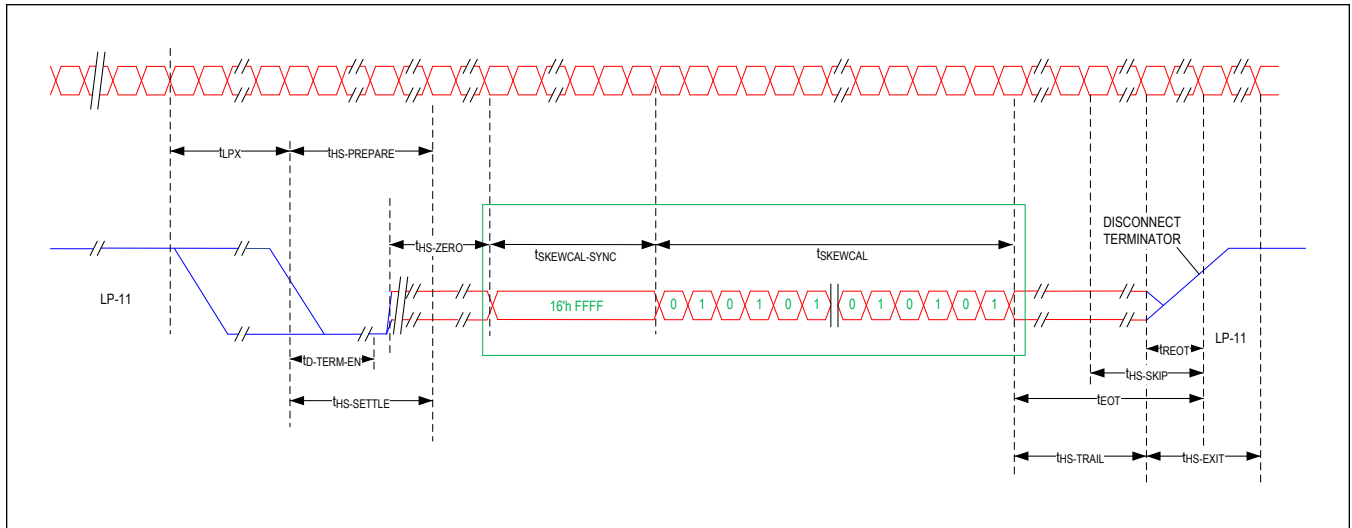 tLPX
tHS-PREPARE
tHS-ZERO
tSKEWCAL-SYNC
tSKEWCAL
DISCONNECT
TERMINATOR
LP-11
16'h FFFF
0 1 0 1 0 1 0 1 0 1 0 1
tD-TERM-EN
tHS-SETTLE
tREOT
LP-11
tHS-SKIP
tEOT
tHS-TRAIL
tHS-EXIT